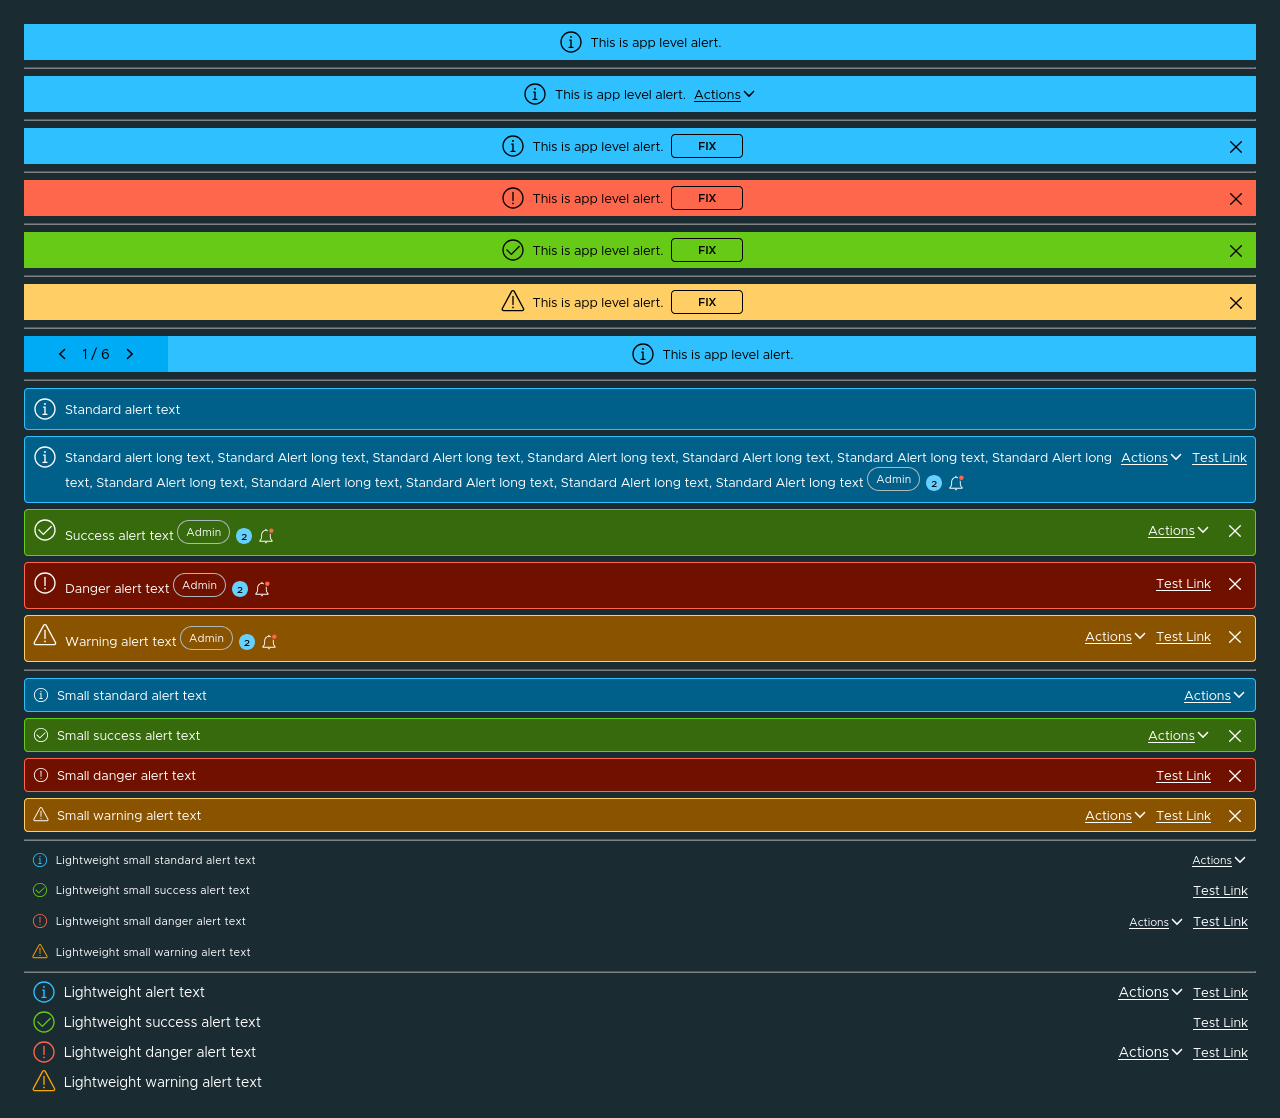 This is app level alert.
This is app level alert. Actions
This is app level alert. FIX
This is app level alert. FIX
This is app level alert. FIX
This is app level alert. FIX
1 / 6 This is app level alert.
Standard alert text
Standard alert long text, Standard Alert long text, Standard Alert long text, Standard Alert long text, Standard Alert long text, Standard Alert long text, Standard Alert long Actions Test Link
text, Standard Alert long text, Standard Alert long text, Standard Alert long text, Standard Alert long text, Standard Alert long text Admin 2
Success alert text Admin 2 Actions
Danger alert text Admin 2 Test Link
Warning alert text Admin 2 Actions Test Link
Small standard alert text Actions
Small success alert text Actions
Small danger alert text Test Link
Small warning alert text Actions Test Link
Lightweight small standard alert text Actions
Lightweight small success alert text Test Link
Lightweight small danger alert text Actions Test Link
Lightweight small warning alert text
Lightweight alert text Actions Test Link
Lightweight success alert text Test Link
Lightweight danger alert text Actions Test Link
Lightweight warning alert text